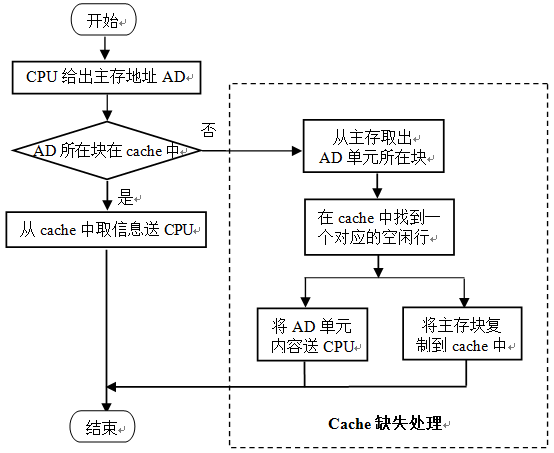 开始
CPU 给出主存地址 AD
AD 所在块在 cache 中
否
是
从 cache 中取信息送 CPU
从主存取出
AD 单元所在块
在 cache 中找到一
个对应的空闲行
将 AD 单元
内容送 CPU
将主存块复
制到 cache 中
结束
Cache 缺失处理